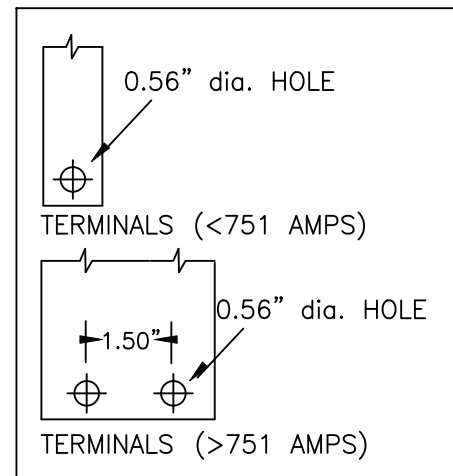 0.56” dia. HOLE
TERMINALS (<751 AMPS)
0.56” dia. HOLE
1.50”
TERMINALS (>751 AMPS)